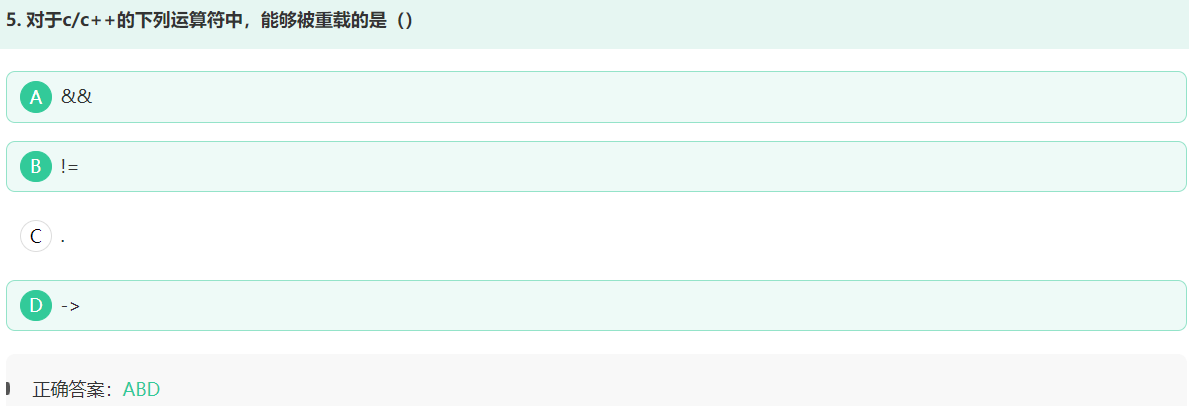 5. 对于c/c++的下列运算符中，能够被重载的是（）
A &&
B !=
C .
D ->
正确答案：ABD